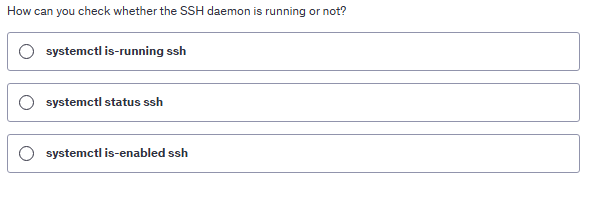 How can you check whether the SSH daemon is running or not?
systemctl is-running ssh
systemctl status ssh
systemctl is-enabled ssh